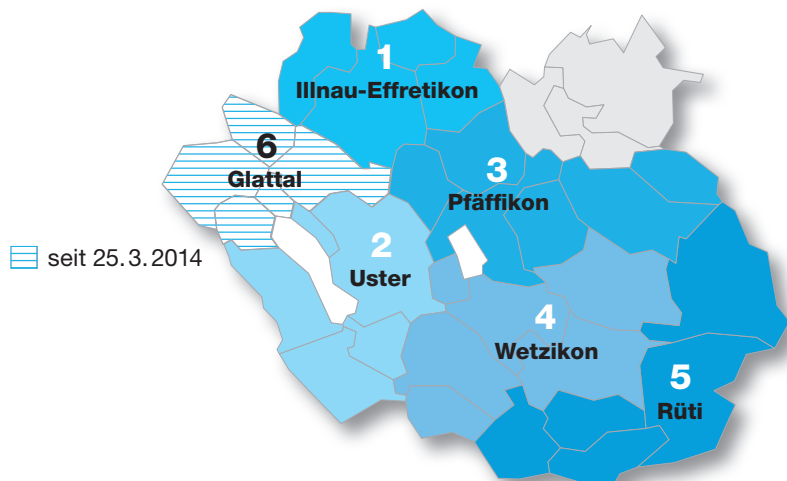 1
Illnau-Effretikon
6
Glattal
3
Pfäffikon
2
Uster
seit 25.3.2014
4
Wetzikon
5
Rüti